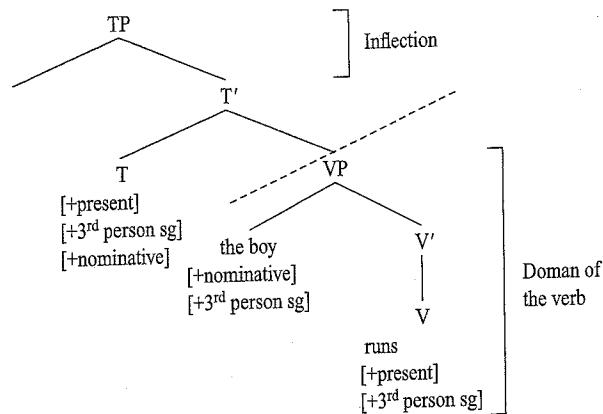 TP
Inflection
T′
T
VP
[+present]
[+3rd person sg]
[+nominative]
the boy
[+nominative]
[+3rd person sg]
V′
V
Doman of
the verb
runs
[+present]
[+3rd person sg]